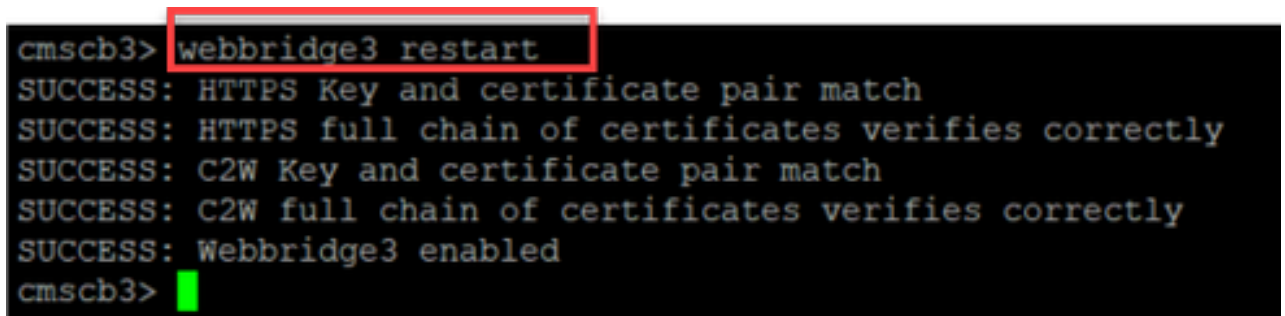 cmscb3> webbridge3 restart
SUCCESS: HTTPS Key and certificate pair match
SUCCESS: HTTPS full chain of certificates verifies correctly
SUCCESS: C2W Key and certificate pair match
SUCCESS: C2W full chain of certificates verifies correctly
SUCCESS: Webbridge3 enabled
cmscb3>